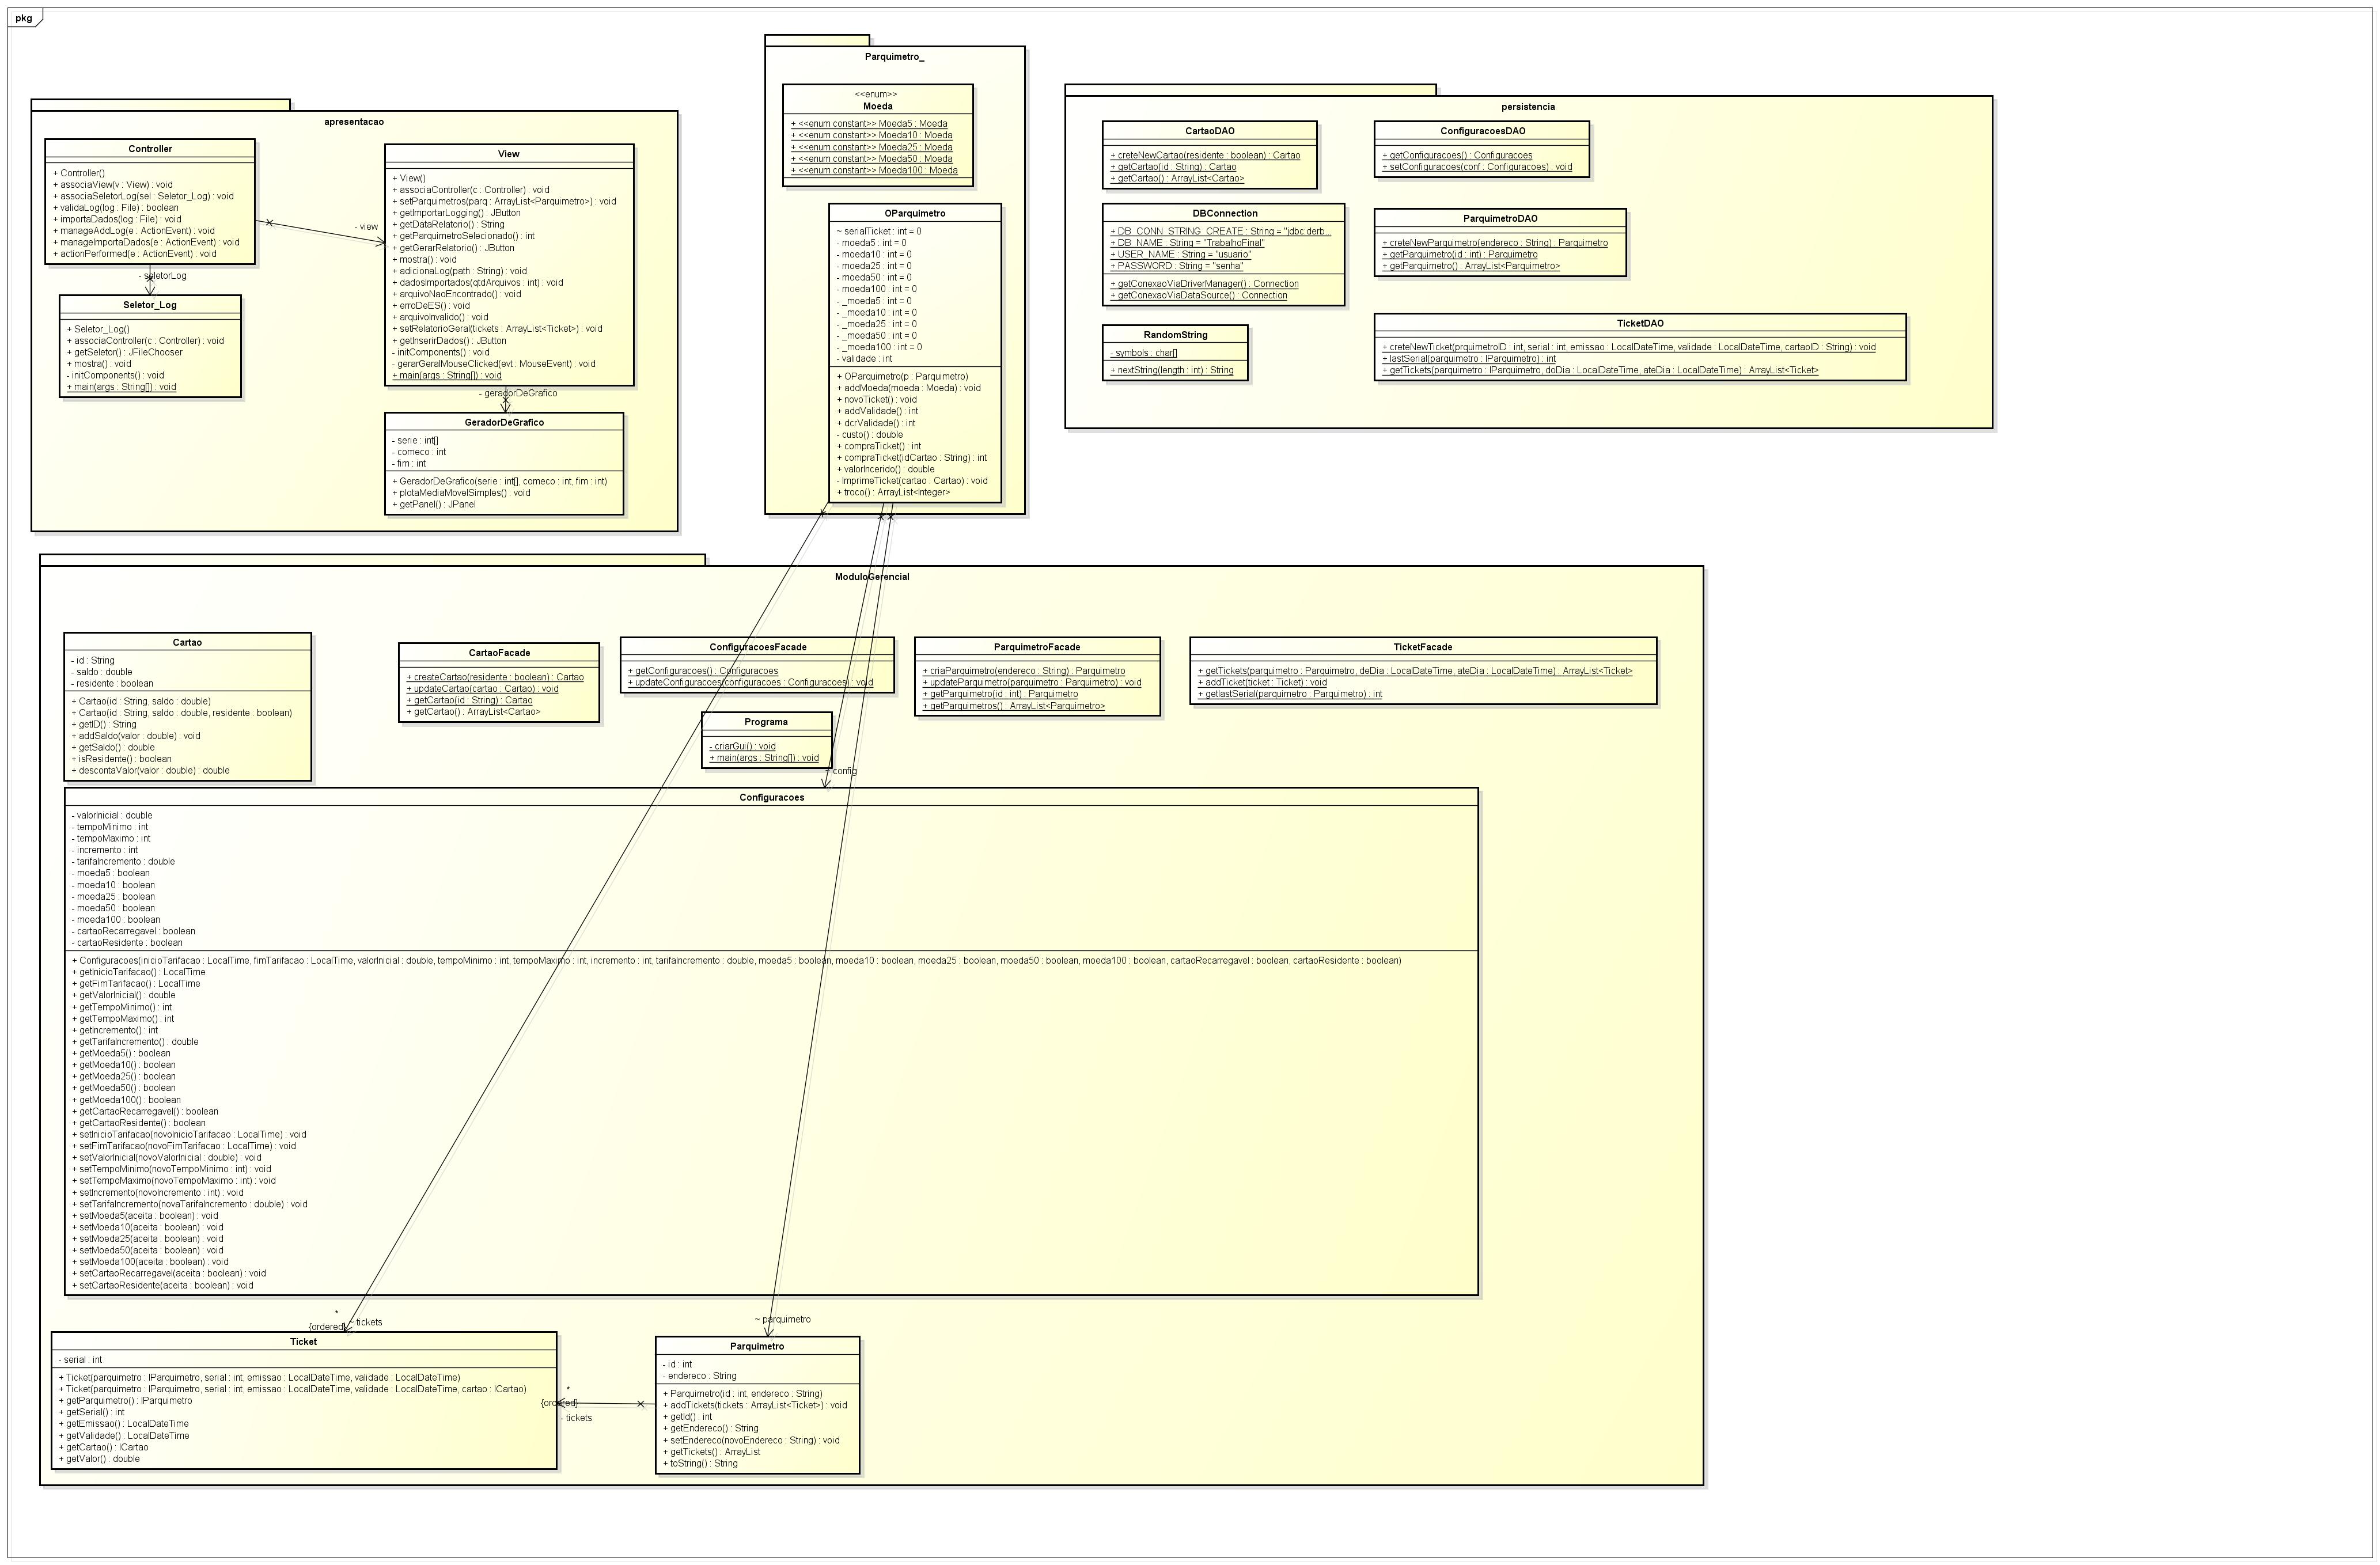 pkg
apresentacao
Controller
+ Controller()
+ associaView(v : View) : void
+ associaSeletorLog(sel : Seletor_Log) : void
+ validaLog(log : File) : boolean
+ importaDados(log : File) : void
+ manageAddLog(e : ActionEvent) : void
+ manageImportaDados(e : ActionEvent) : void
+ actionPerformed(e : ActionEvent) : void
- view
- seletorLog
Seletor_Log
+ Seletor_Log()
+ associaController(c : Controller) : void
+ getSeletor() : JFileChooser
+ mostra() : void
- initComponents() : void
+ main(args : String[]) : void
View
+ View()
+ associaController(c : Controller) : void
+ setParquimetros(parq : ArrayList<Parquimetro>) : void
+ getImportarLogging() : JButton
+ getDataRelatorio() : String
+ getParquimetroSelecionado() : int
+ getGerarRelatorio() : JButton
+ mostra() : void
+ adicionaLog(path : String) : void
+ dadosImportados(qtdArquivos : int) : void
+ arquivoNaoEncontrado() : void
+ erroDeES() : void
+ arquivoInvalido() : void
+ setRelatorioGeral(tickets : ArrayList<Ticket>) : void
+ getInserirDados() : JButton
- initComponents() : void
- gerarGeralMouseClicked(evt : MouseEvent) : void
+ main(args : String[]) : void
- geradorDeGrafico
GeradorDeGrafico
- serie : int[]
- comeco : int
- fim : int
+ GeradorDeGrafico(serie : int[], comeco : int, fim : int)
+ plotaMediaMovelSimples() : void
+ getPanel() : JPanel
Parquimetro_
<<enum>>
Moeda
+ <<enum constant>> Moeda5 : Moeda
+ <<enum constant>> Moeda10 : Moeda
+ <<enum constant>> Moeda25 : Moeda
+ <<enum constant>> Moeda50 : Moeda
+ <<enum constant>> Moeda100 : Moeda
OParquimetro
~ serialTicket : int = 0
- moeda5 : int = 0
- moeda10 : int = 0
- moeda25 : int = 0
- moeda50 : int = 0
- moeda100 : int = 0
- _moeda5 : int = 0
- _moeda10 : int = 0
- _moeda25 : int = 0
- _moeda50 : int = 0
- _moeda100 : int = 0
- validade : int
+ OParquimetro(p : Parquimetro)
+ addMoeda(moeda : Moeda) : void
+ novoTicket() : void
+ addValidade() : int
+ dcrValidade() : int
- custo() : double
+ compraTicket() : int
+ compraTicket(idCartao : String) : int
+ valorIncerido() : double
- ImprimeTicket(cartao : Cartao) : void
+ troco() : ArrayList<Integer>
persistencia
CartaoDAO
+ creteNewCartao(residente : boolean) : Cartao
+ getCartao(id : String) : Cartao
+ getCartao() : ArrayList<Cartao>
ConfiguracoesDAO
+ getConfiguracoes() : Configuracoes
+ setConfiguracoes(conf : Configuracoes) : void
DBConnection
+ DB_CONN_STRING_CREATE : String = "jdbc:derb...
+ DB_NAME : String = "TrabalhoFinal"
+ USER_NAME : String = "usuario"
+ PASSWORD : String = "senha"
+ getConexaoViaDriverManager() : Connection
+ getConexaoViaDataSource() : Connection
ParquimetroDAO
+ creteNewParquimetro(endereco : String) : Parquimetro
+ getParquimetro(id : int) : Parquimetro
+ getParquimetro() : ArrayList<Parquimetro>
RandomString
- symbols : char[]
+ nextString(length : int) : String
TicketDAO
+ creteNewTicket(prquimetroID : int, serial : int, emissao : LocalDateTime, validade : LocalDateTime, cartaoID : String) : void
+ lastSerial(parquimetro : IParquimetro) : int
+ getTickets(parquimetro : IParquimetro, doDia : LocalDateTime, ateDia : LocalDateTime) : ArrayList<Ticket>
ModuloGerencial
Cartao
- id : String
- saldo : double
- residente : boolean
+ Cartao(id : String, saldo : double)
+ Cartao(id : String, saldo : double, residente : boolean)
+ getID() : String
+ addSaldo(valor : double) : void
+ getSaldo() : double
+ isResidente() : boolean
+ descontaValor(valor : double) : double
CartaoFacade
+ createCartao(residente : boolean) : Cartao
+ updateCartao(cartao : Cartao) : void
+ getCartao(id : String) : Cartao
+ getCartao() : ArrayList<Cartao>
ConfiguracoesFacade
+ getConfiguracoes() : Configuracoes
+ updateConfiguracoes(configuracoes : Configuracoes) : void
ParquimetroFacade
+ criaParquimetro(endereco : String) : Parquimetro
+ updateParquimetro(parquimetro : Parquimetro) : void
+ getParquimetro(id : int) : Parquimetro
+ getParquimetros() : ArrayList<Parquimetro>
TicketFacade
+ getTickets(parquimetro : Parquimetro, deDia : LocalDateTime, ateDia : LocalDateTime) : ArrayList<Ticket>
+ addTicket(ticket : Ticket) : void
+ getlastSerial(parquimetro : Parquimetro) : int
Programa
- criarGui() : void
+ main(args : String[]) : void
~ config
Configuracoes
- valorInicial : double
- tempoMinimo : int
- tempoMaximo : int
- incremento : int
- tarifaIncremento : double
- moeda5 : boolean
- moeda10 : boolean
- moeda25 : boolean
- moeda50 : boolean
- moeda100 : boolean
- cartaoRecarregavel : boolean
- cartaoResidente : boolean
+ Configuracoes(inicioTarifacao : LocalTime, fimTarifacao : LocalTime, valorInicial : double, tempoMinimo : int, tempoMaximo : int, incremento : int, tarifaIncremento : double, moeda5 : boolean, moeda10 : boolean, moeda25 : boolean, moeda50 : boolean, moeda100 : boolean, cartaoRecarregavel : boolean, cartaoResidente : boolean)
+ getInicioTarifacao() : LocalTime
+ getFimTarifacao() : LocalTime
+ getValorInicial() : double
+ getTempoMinimo() : int
+ getTempoMaximo() : int
+ getIncremento() : int
+ getTarifaIncremento() : double
+ getMoeda5() : boolean
+ getMoeda10() : boolean
+ getMoeda25() : boolean
+ getMoeda50() : boolean
+ getMoeda100() : boolean
+ getCartaoRecarregavel() : boolean
+ getCartaoResidente() : boolean
+ setInicioTarifacao(novoInicioTarifacao : LocalTime) : void
+ setFimTarifacao(novoFimTarifacao : LocalTime) : void
+ setValorInicial(novoValorInicial : double) : void
+ setTempoMinimo(novoTempoMinimo : int) : void
+ setTempoMaximo(novoTempoMaximo : int) : void
+ setIncremento(novoIncremento : int) : void
+ setTarifaIncremento(novaTarifaIncremento : double) : void
+ setMoeda5(aceita : boolean) : void
+ setMoeda10(aceita : boolean) : void
+ setMoeda25(aceita : boolean) : void
+ setMoeda50(aceita : boolean) : void
+ setMoeda100(aceita : boolean) : void
+ setCartaoRecarregavel(aceita : boolean) : void
+ setCartaoResidente(aceita : boolean) : void
*
{ordered}
~ tickets
Ticket
- serial : int
+ Ticket(parquimetro : IParquimetro, serial : int, emissao : LocalDateTime, validade : LocalDateTime)
+ Ticket(parquimetro : IParquimetro, serial : int, emissao : LocalDateTime, validade : LocalDateTime, cartao : ICartao)
+ getParquimetro() : IParquimetro
+ getSerial() : int
+ getEmissao() : LocalDateTime
+ getValidade() : LocalDateTime
+ getCartao() : ICartao
+ getValor() : double
*
{ordered}
- tickets
~ parquimetro
Parquimetro
- id : int
- endereco : String
+ Parquimetro(id : int, endereco : String)
+ addTickets(tickets : ArrayList<Ticket>) : void
+ getId() : int
+ getEndereco() : String
+ setEndereco(novoEndereco : String) : void
+ getTickets() : ArrayList
+ toString() : String